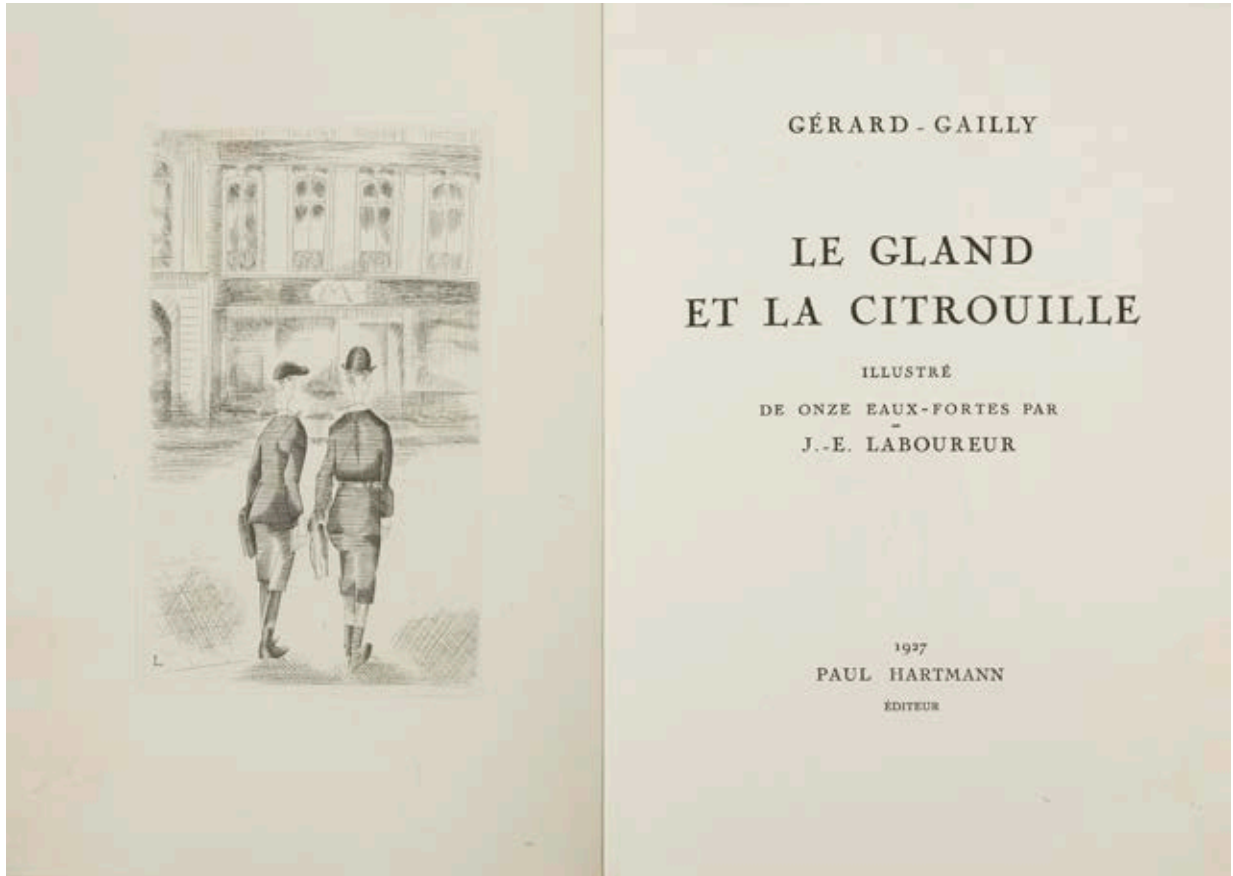 L
GÉRARD-GAILLY
LE GLAND
ET LA CITROUILLE
ILLUSTRÉ
DE ONZE EAUX-FORTES PAR
J.-E. LABOUREUR
1927
PAUL HARTMANN
ÉDITEUR